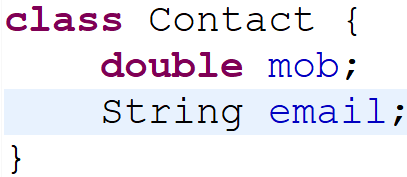 class Contact {
    double mob;
    String email;
}